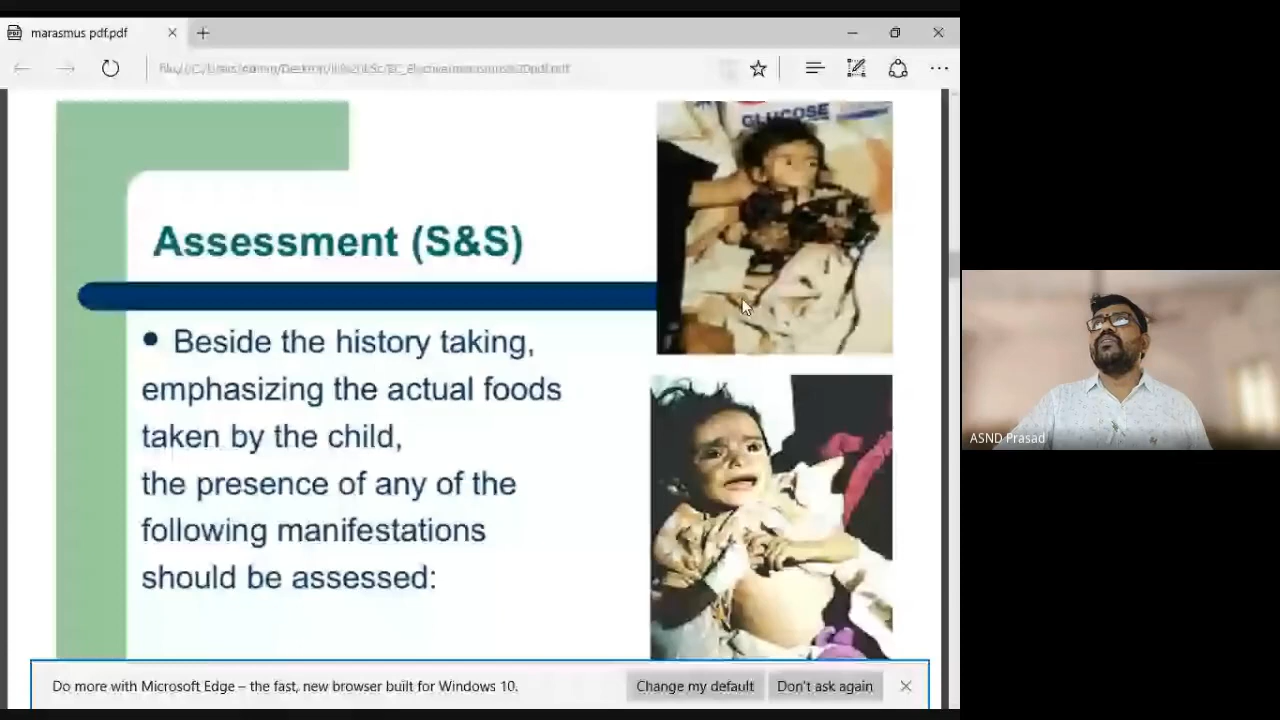 marasmus pdf.pdf
GLUCOSE
Assessment (S&S)
• Beside the history taking,
emphasizing the actual foods
taken by the child,
the presence of any of the
following manifestations
should be assessed:
ASND Prasad
Do more with Microsoft Edge – the fast, new browser built for Windows 10.
Change my default
Don't ask again